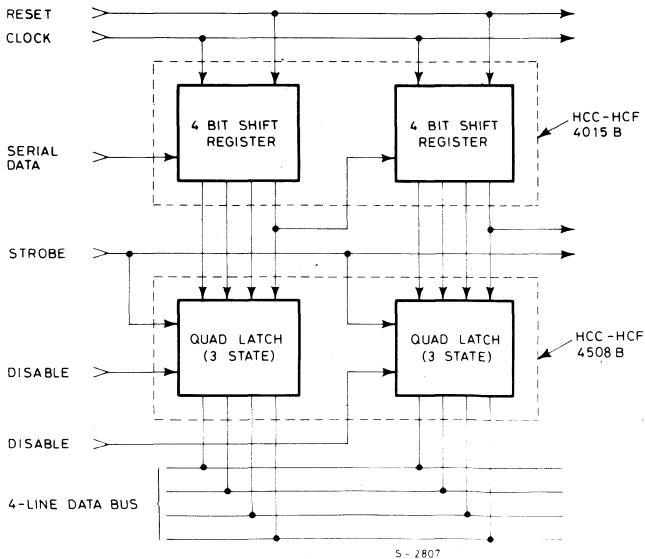 RESET
CLOCK
4 BIT SHIFT
REGISTER
4 BIT SHIFT
REGISTER
HCC-HCF
4015 B
SERIAL
DATA
STROBE
QUAD LATCH
(3 STATE)
QUAD LATCH
(3 STATE)
HCC-HCF
4508 B
DISABLE
DISABLE
4-LINE DATA BUS
S-2807